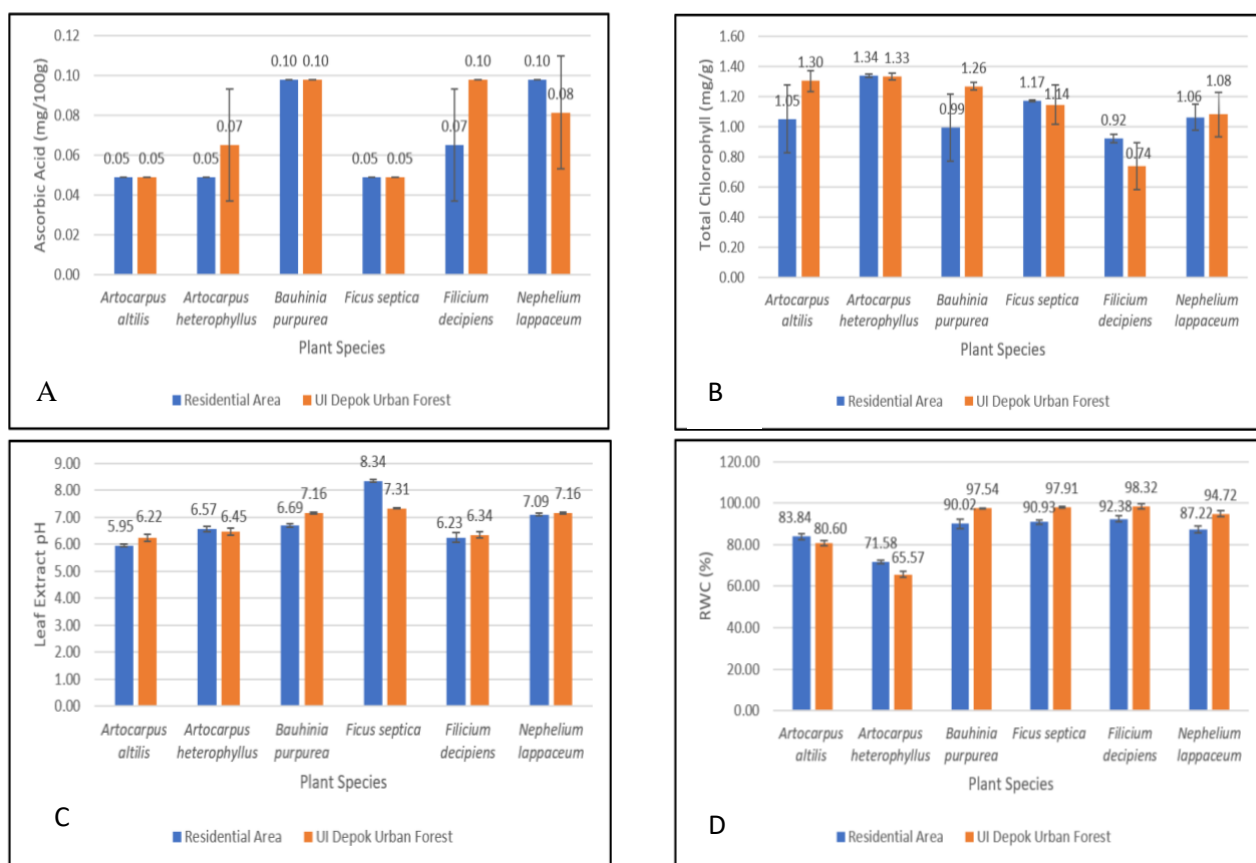 0.12
0.10
0.08
0.06
0.04
0.02
0.00
Ascorbic Acid (mg/100g)
0.05 0.05
0.05 0.07
0.10 0.10
0.05 0.05
0.07 0.10
0.10 0.08
Artocarpus altilis
Artocarpus heterophyllus
Bauhinia purpurea
Ficus septica
Filicium decipiens
Nephelium lappaceum
Plant Species
A
Residential Area UI Depok Urban Forest
1.60
1.40
1.20
1.00
0.80
0.60
0.40
0.20
0.00
Total Chlorophyll (mg/g)
1.05 1.30
1.34 1.33
0.99 1.26
1.17 1.14
0.92 0.74
1.06 1.08
Artocarpus altilis
Artocarpus heterophyllus
Bauhinia purpurea
Ficus septica
Filicium decipiens
Nephelium lappaceum
Plant Species
B
Residential Area UI Depok Urban Forest
9.00
8.00
7.00
6.00
5.00
4.00
3.00
2.00
1.00
0.00
Leaf Extract pH
5.95 6.22
6.57 6.45
6.69 7.16
8.34 7.31
6.23 6.34
7.09 7.16
Artocarpus altilis
Artocarpus heterophyllus
Bauhinia purpurea
Ficus septica
Filicium decipiens
Nephelium lappaceum
Plant Species
C
Residential Area UI Depok Urban Forest
120.00
100.00
80.00
60.00
40.00
20.00
0.00
RWC (%)
83.84 80.60
71.58 65.57
90.02 97.54
90.93 97.91
92.38 98.32
87.22 94.72
Artocarpus altilis
Artocarpus heterophyllus
Bauhinia purpurea
Ficus septica
Filicium decipiens
Nephelium lappaceum
Plant Species
D
Residential Area UI Depok Urban Forest